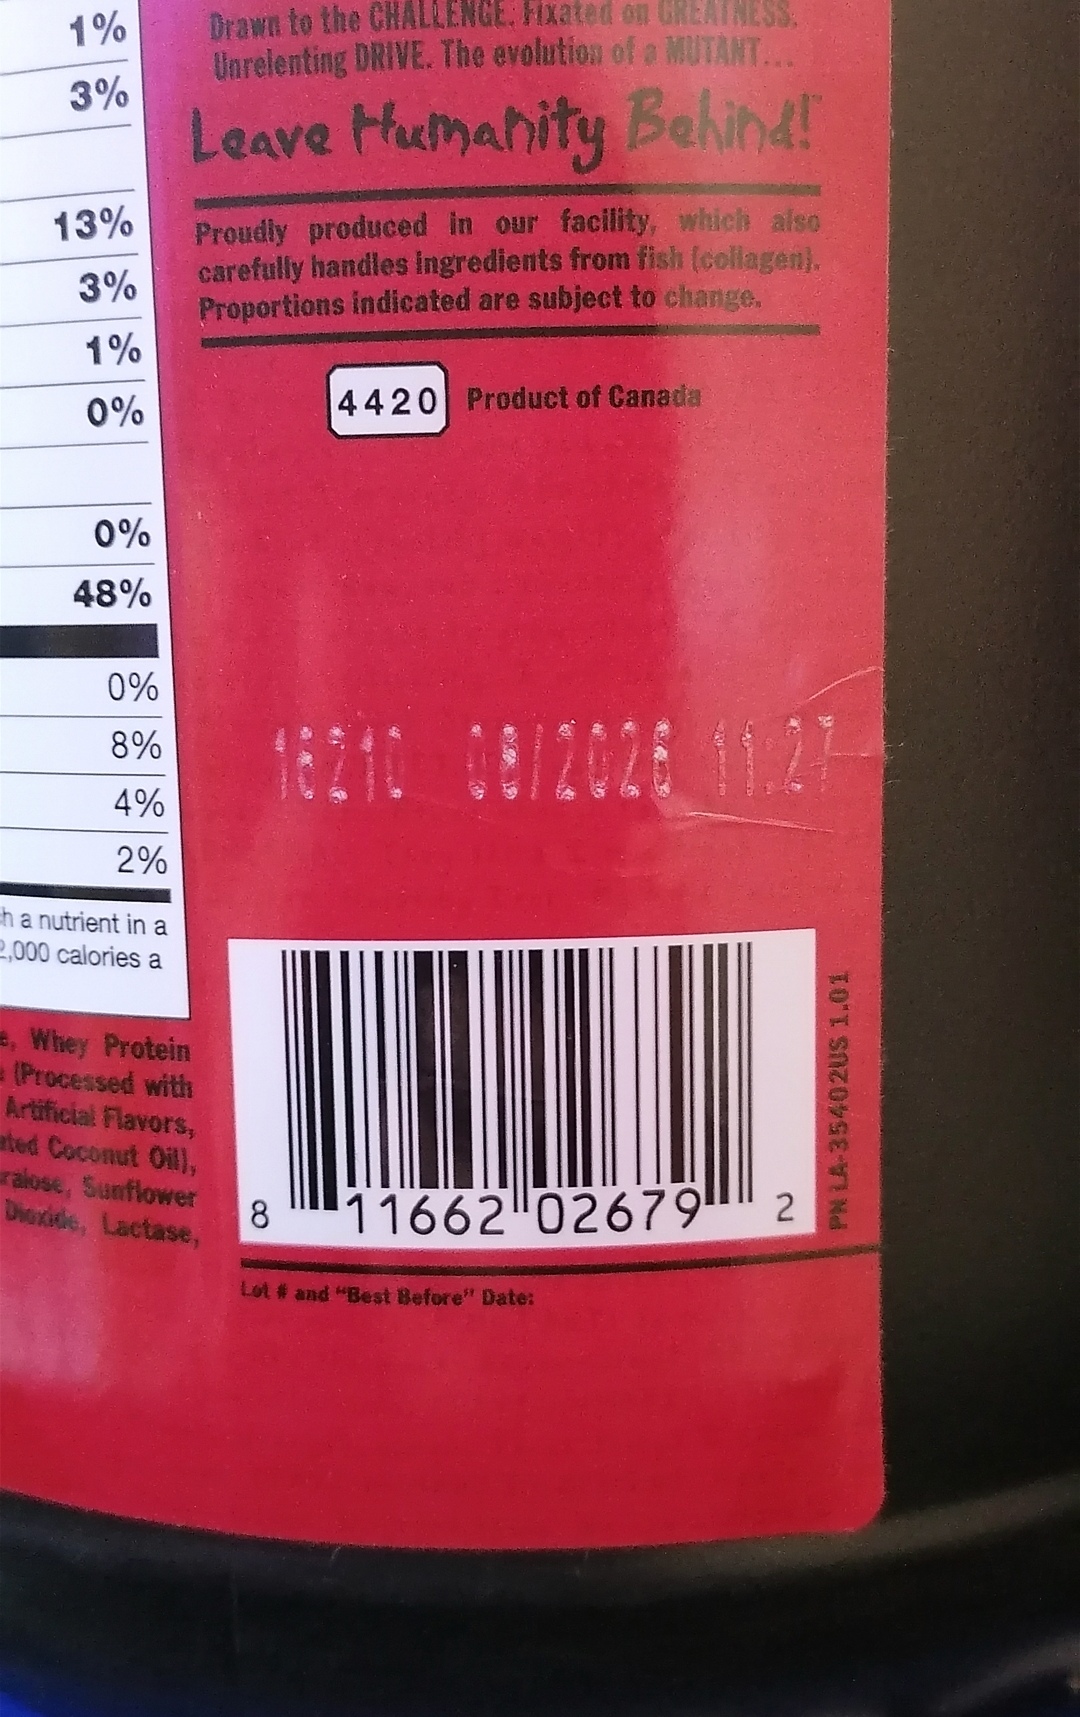 1%
3%
13%
3%
1%
0%
0%
48%
0%
8%
4%
2%
h a nutrient in a
2,000 calories a
e, Whey Protein
(Processed with
Artificial Flavors,
ated Coconut Oil),
ralose, Sunflower
Dioxide, Lactase,
Drawn to the CHALLENGE. Fixated on GREATNESS.
Unrelenting DRIVE. The evolution of a MUTANT...
Leave Humanity Behind!™
Proudly produced in our facility, which also
carefully handles ingredients from fish (collagen).
Proportions indicated are subject to change.
4420 Product of Canada
16210 08/2026 11:27
8 11662 02679 2
PN LA-35402US 1.01
Lot # and "Best Before" Date: